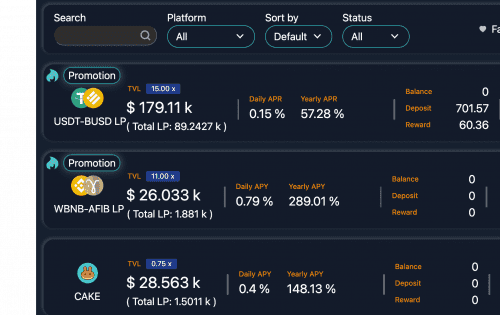 Search Platform Sort by Status
All Default All Fa
Promotion
TVL 15.00 x
$ 179.11 k
( Total LP: 89.2427 k )
USDT-BUSD LP
Daily APR Yearly APR
0.15 % 57.28 %
Balance 0
Deposit 701.57
Reward 60.36
Promotion
TVL 11.00 x
$ 26.033 k
( Total LP: 1.881 k )
WBNB-AFIB LP
Daily APY Yearly APY
0.79 % 289.01 %
Balance 0
Deposit 0
Reward 0
TVL 0.75 x
$ 28.563 k
( Total LP: 1.5011 k )
CAKE
Daily APY Yearly APY
0.4 % 148.13 %
Balance 0
Deposit 0
Reward 0